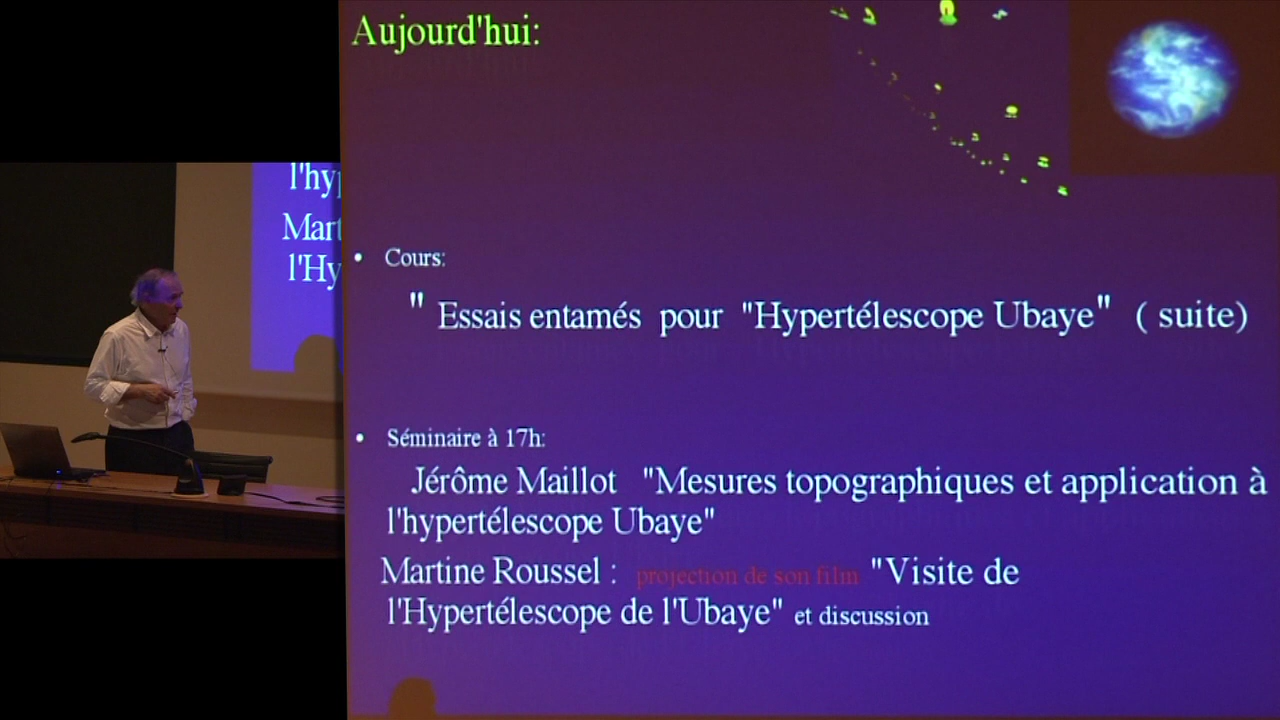 Aujourd'hui:
• Cours:
" Essais entamés pour "Hypertélescope Ubaye" ( suite)
• Séminaire à 17h:
Jérôme Maillot "Mesures topographiques et application à
l'hypertélescope Ubaye"
Martine Roussel : projection de son film "Visite de
l'Hypertélescope de l'Ubaye" et discussion
l'hy
Mart
l'Hy